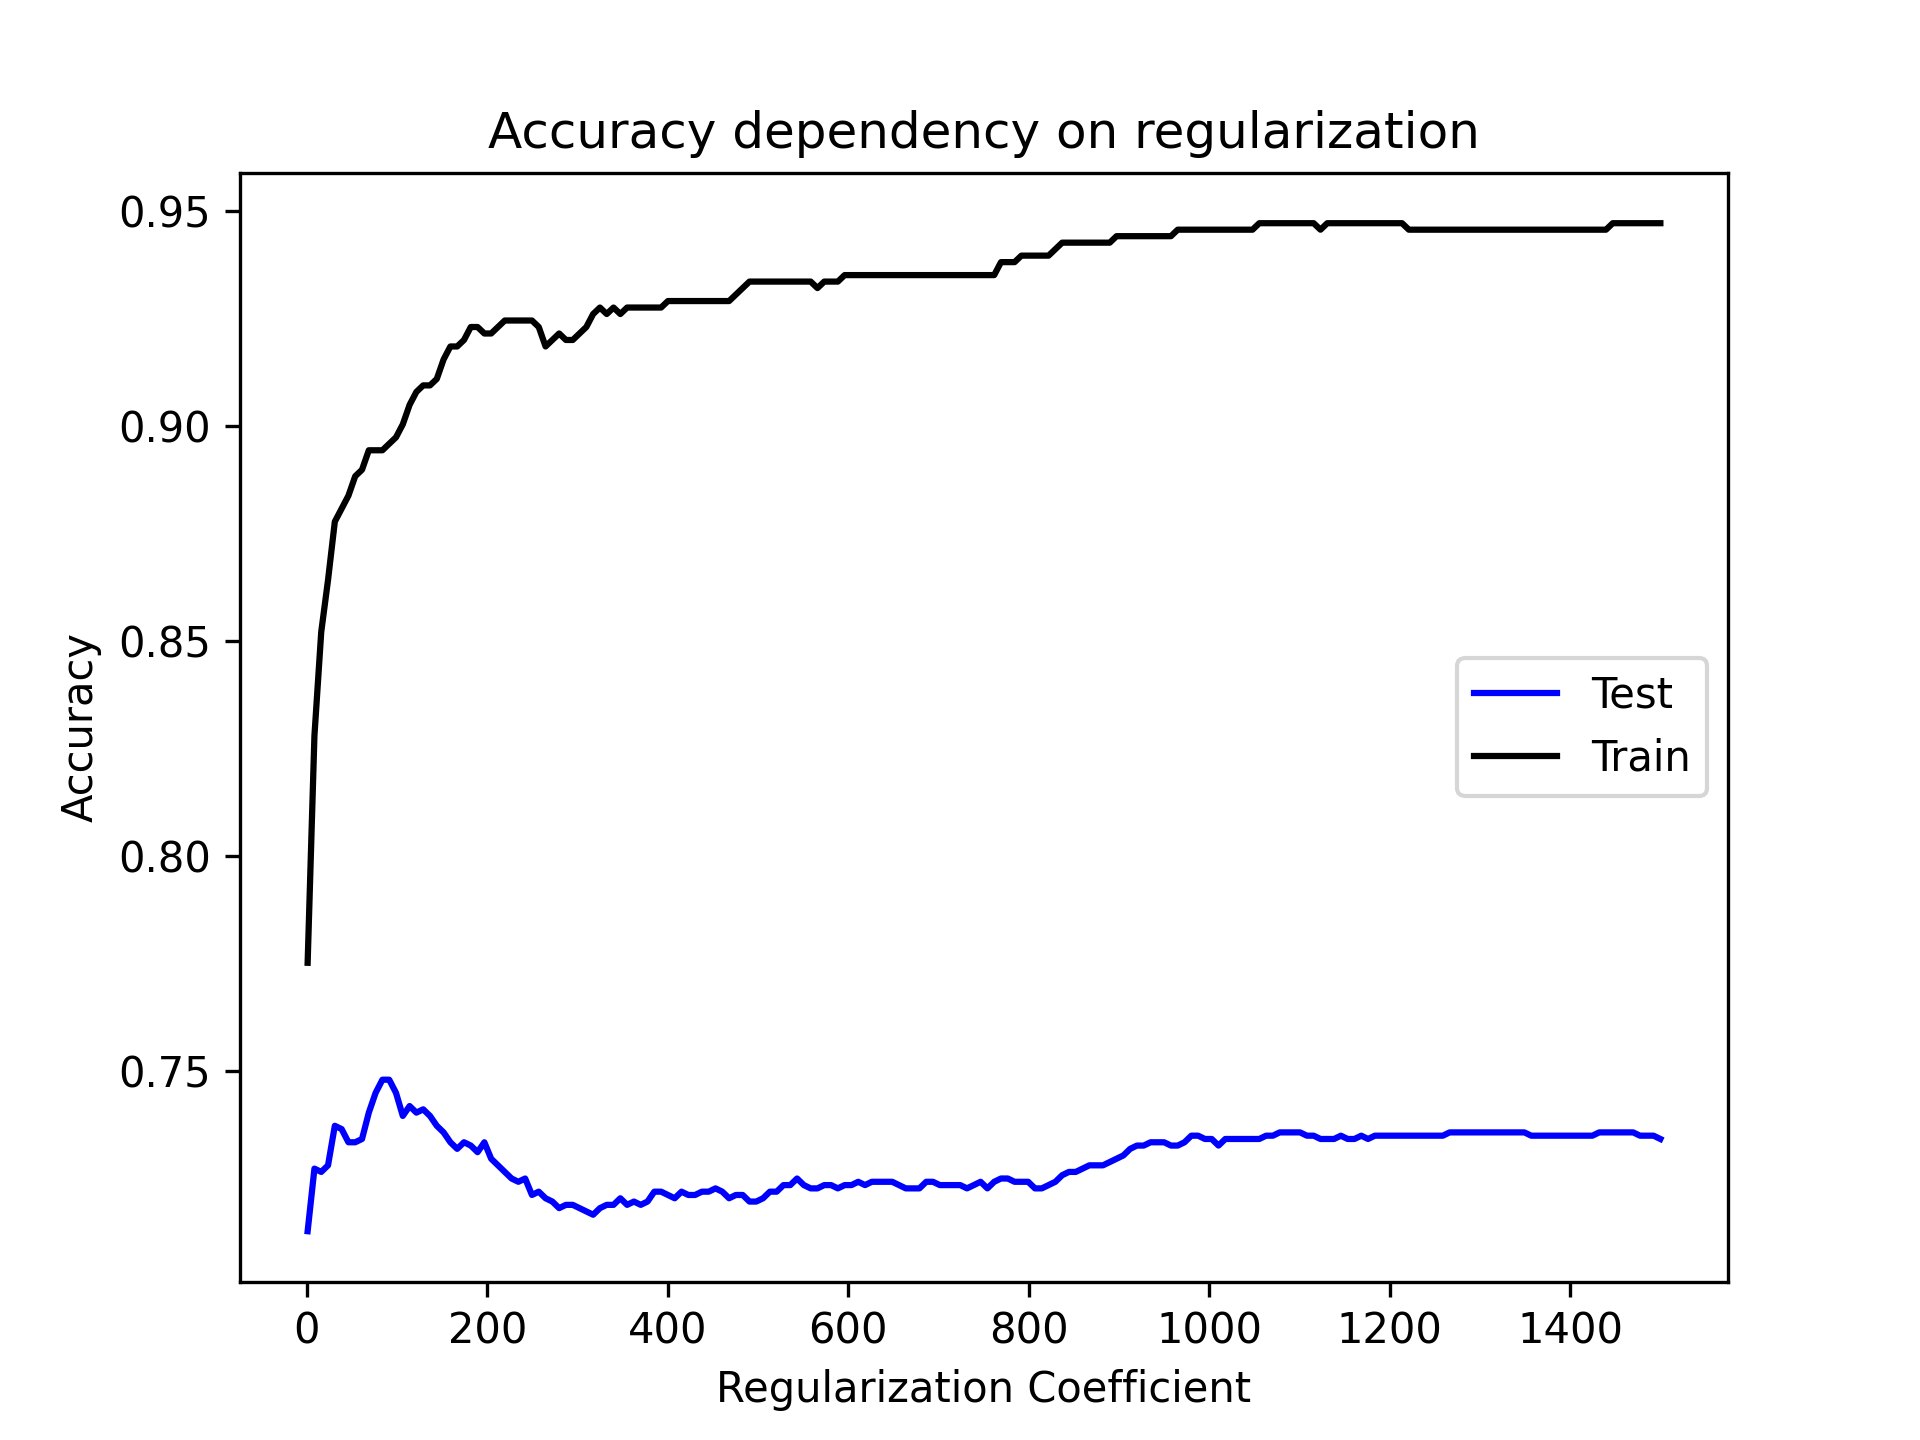 Accuracy dependency on regularization
0.95
0.90
0.85
0.80
0.75
Accuracy
Test
Train
0 200 400 600 800 1000 1200 1400
Regularization Coefficient